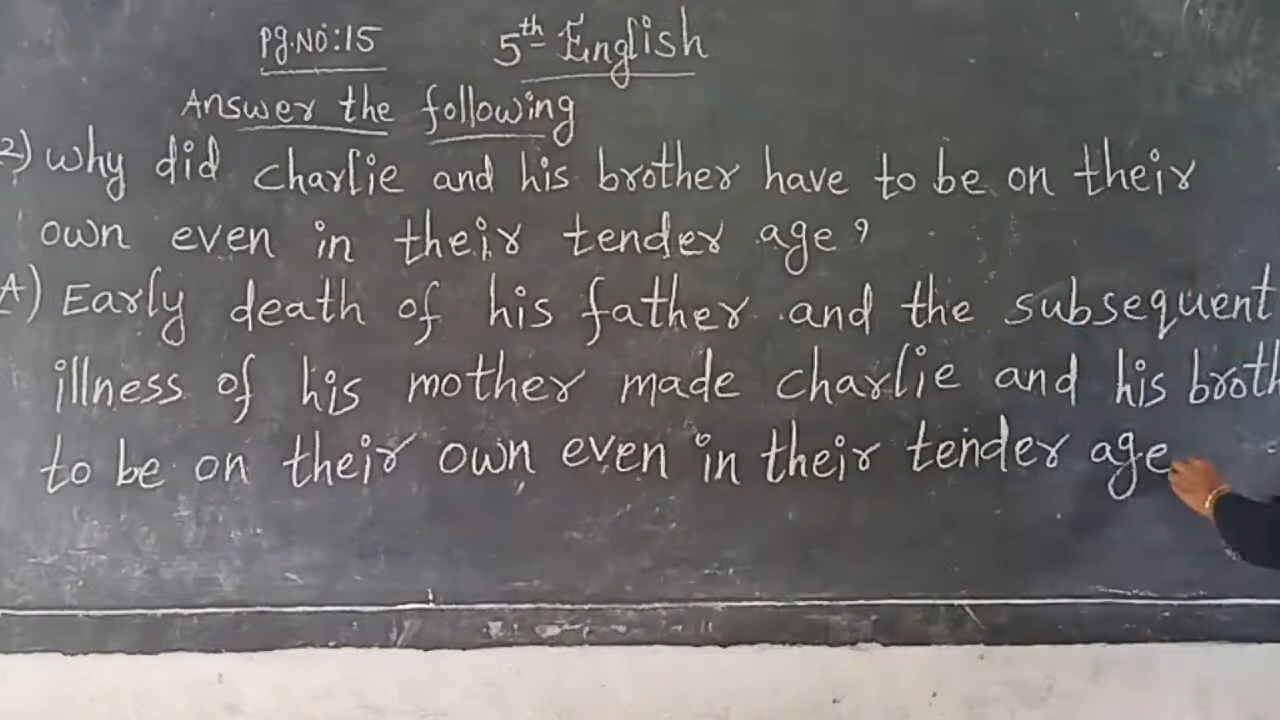 Pg.No:15 5th English
Answer the following
2) why did charlie and his brother have to be on their
own even in their tender age?
A) Early death of his father and the subsequent
illness of his mother made charlie and his broth
to be on their own even in their tender age